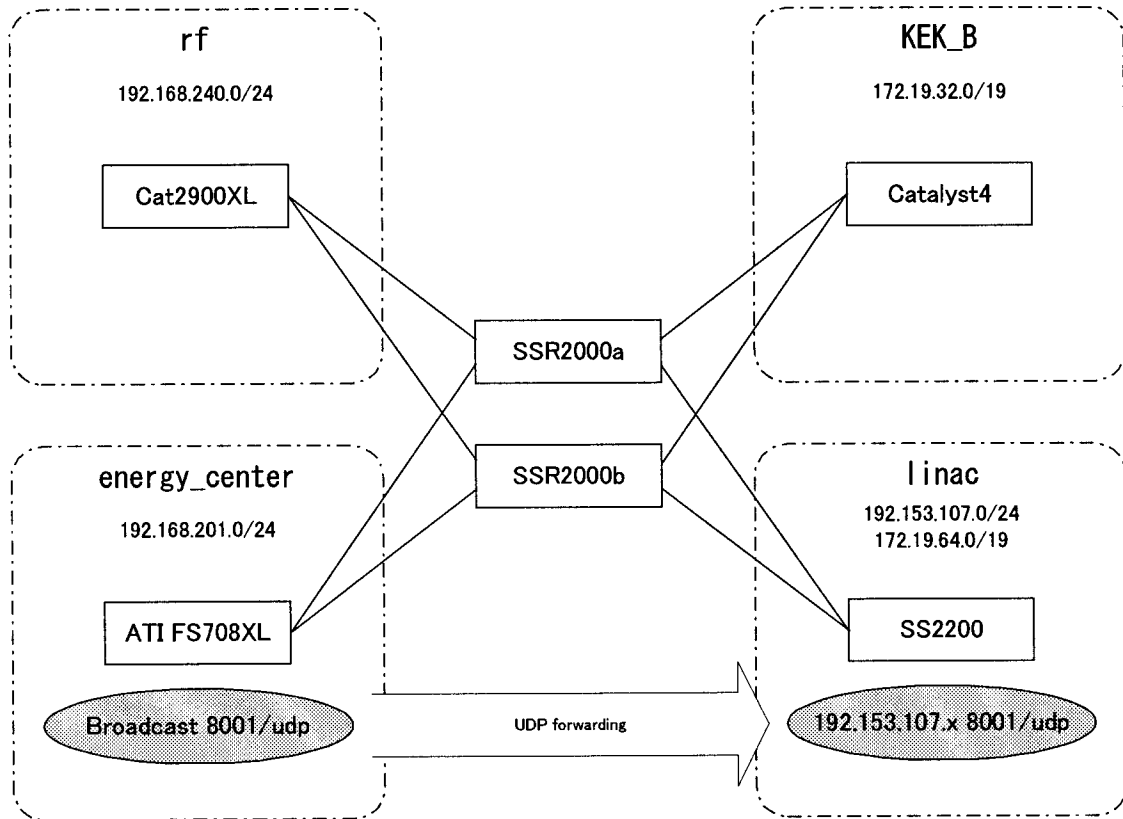 rf
192.168.240.0/24
Cat2900XL
KEK_B
172.19.32.0/19
Catalyst4
SSR2000a
SSR2000b
energy_center
192.168.201.0/24
ATI FS708XL
Broadcast 8001/udp
UDP forwarding
linac
192.153.107.0/24
172.19.64.0/19
SS2200
192.153.107.x 8001/udp